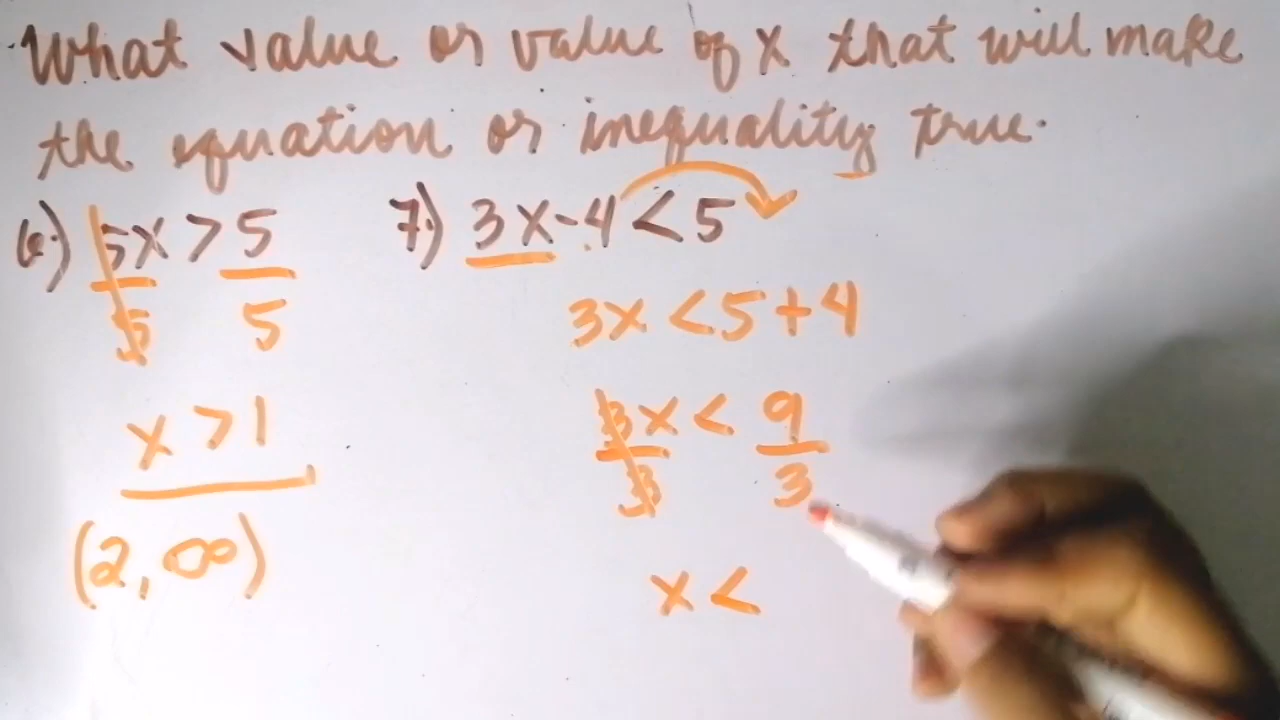 What value or value of x that will make
the equation or inequality true.
6.) 5x > 5
5 5
x > 1
(2, ∞)
7.) 3x - 4 < 5
3x < 5 + 4
3x < 9
3 3
x <